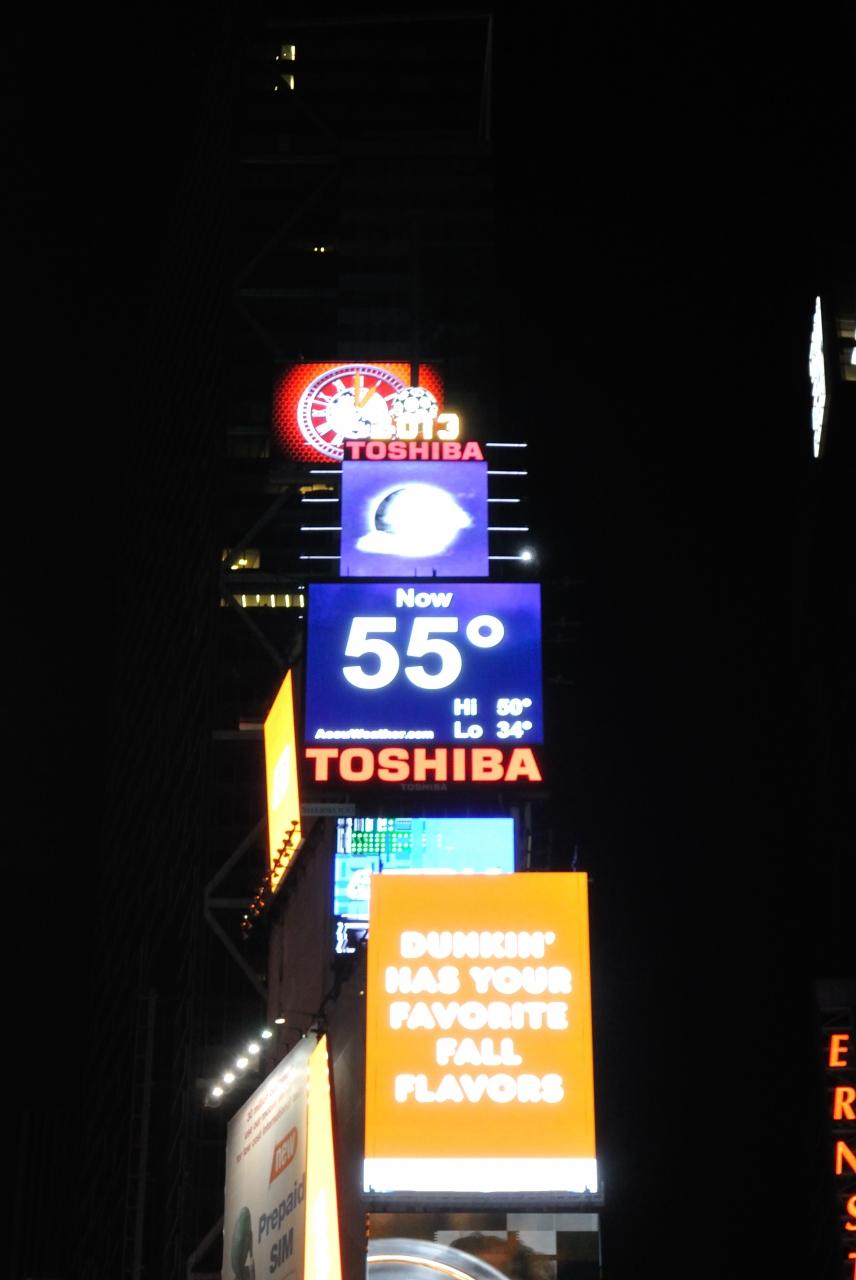 2013
TOSHIBA
Now
55°
Hi 50°
Lo 34°
AccuWeather.com
TOSHIBA
TOSHIBA
DUNKIN'
HAS YOUR
FAVORITE
FALL
FLAVORS
new
Prepaid
SIM
E
R
N
S
T